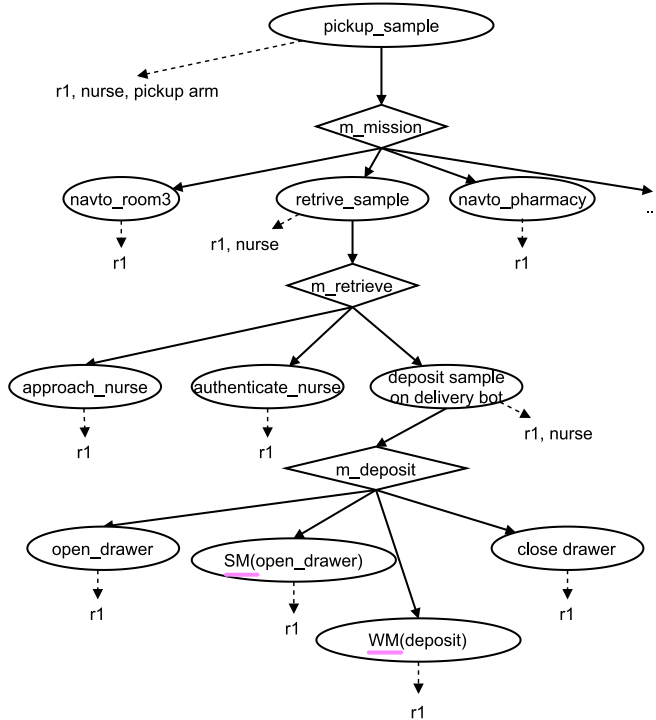 pickup_sample
r1, nurse, pickup arm
m_mission
navto_room3
retrive_sample
navto_pharmacy
...
r1
r1, nurse
r1
m_retrieve
approach_nurse
authenticate_nurse
deposit sample
on delivery bot
r1
r1
r1, nurse
m_deposit
open_drawer
SM(open_drawer)
close drawer
r1
r1
r1
WM(deposit)
r1